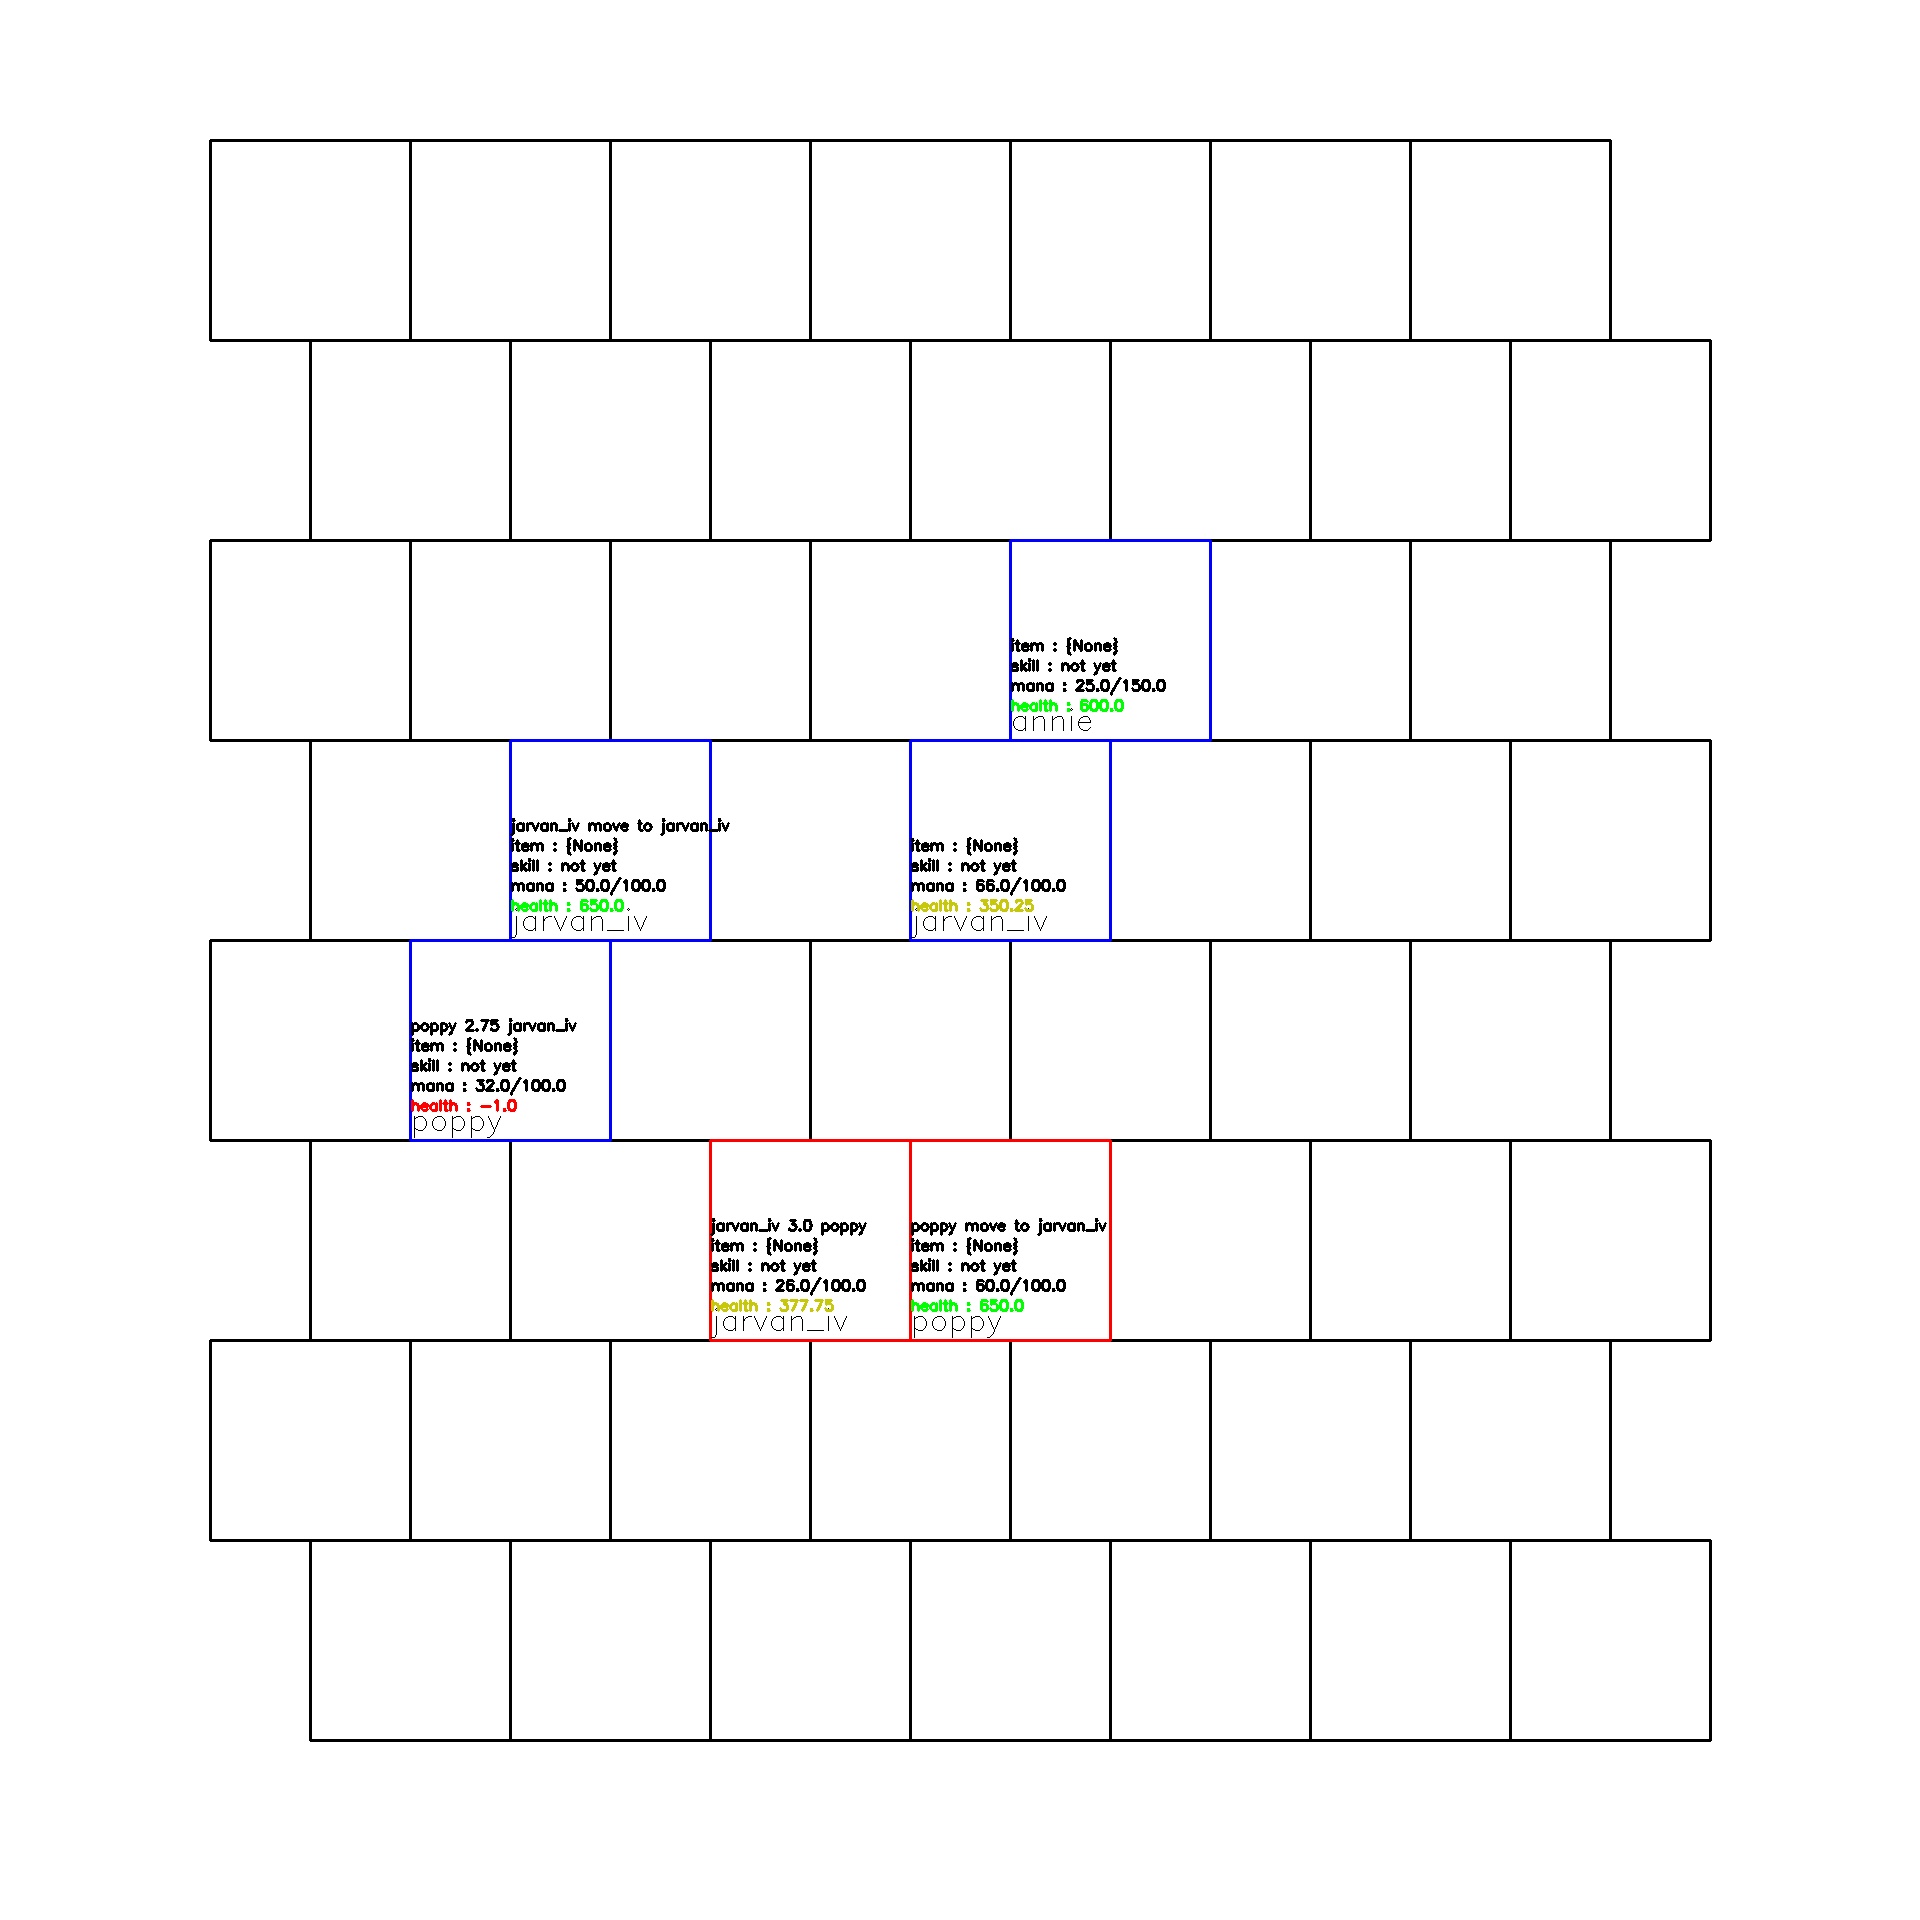 item : {None}
skill : not yet
mana : 25.0/150.0
health : 600.0
annie
jarvan_iv move to jarvan_iv
item : {None}
skill : not yet
mana : 50.0/100.0
health : 650.0
jarvan_iv
item : {None}
skill : not yet
mana : 66.0/100.0
health : 350.25
jarvan_iv
poppy 2.75 jarvan_iv
item : {None}
skill : not yet
mana : 32.0/100.0
health : -1.0
poppy
jarvan_iv 3.0 poppy
item : {None}
skill : not yet
mana : 26.0/100.0
health : 377.75
jarvan_iv
poppy move to jarvan_iv
item : {None}
skill : not yet
mana : 60.0/100.0
health : 650.0
poppy